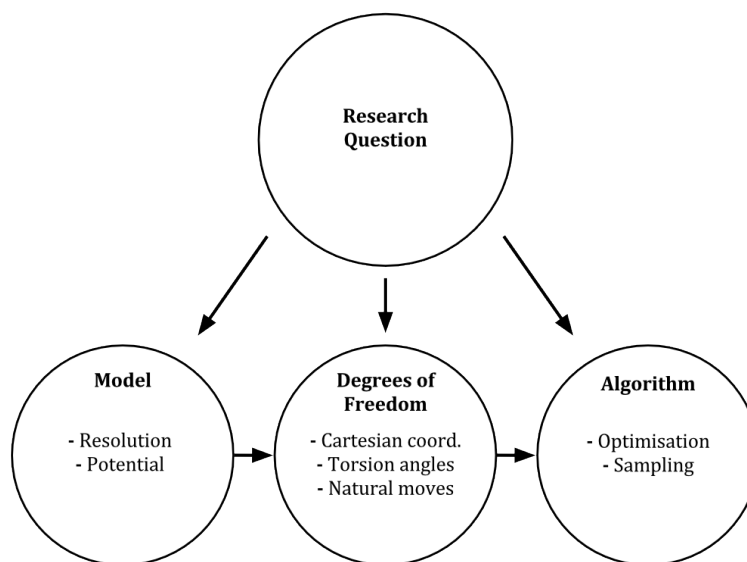 Research
Question
Model
- Resolution
- Potential
Degrees of
Freedom
- Cartesian coord.
- Torsion angles
- Natural moves
Algorithm
- Optimisation
- Sampling